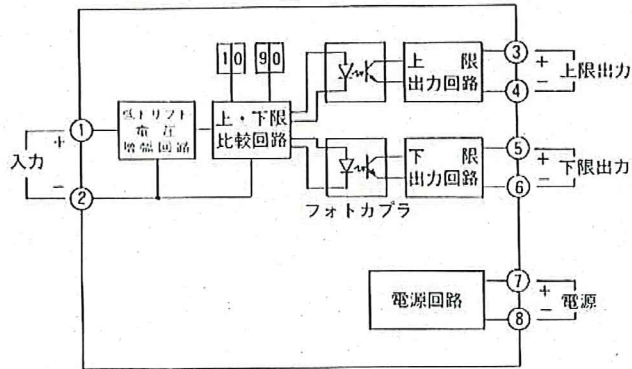 10
90
低ドリフト
電圧
増幅回路
上・下限
比較回路
上限
出力回路
下限
出力回路
フォトカプラ
電源回路
入力
+
−
①
②
③
④
+
−
上限出力
⑤
⑥
+
−
下限出力
⑦
⑧
+
−
電源